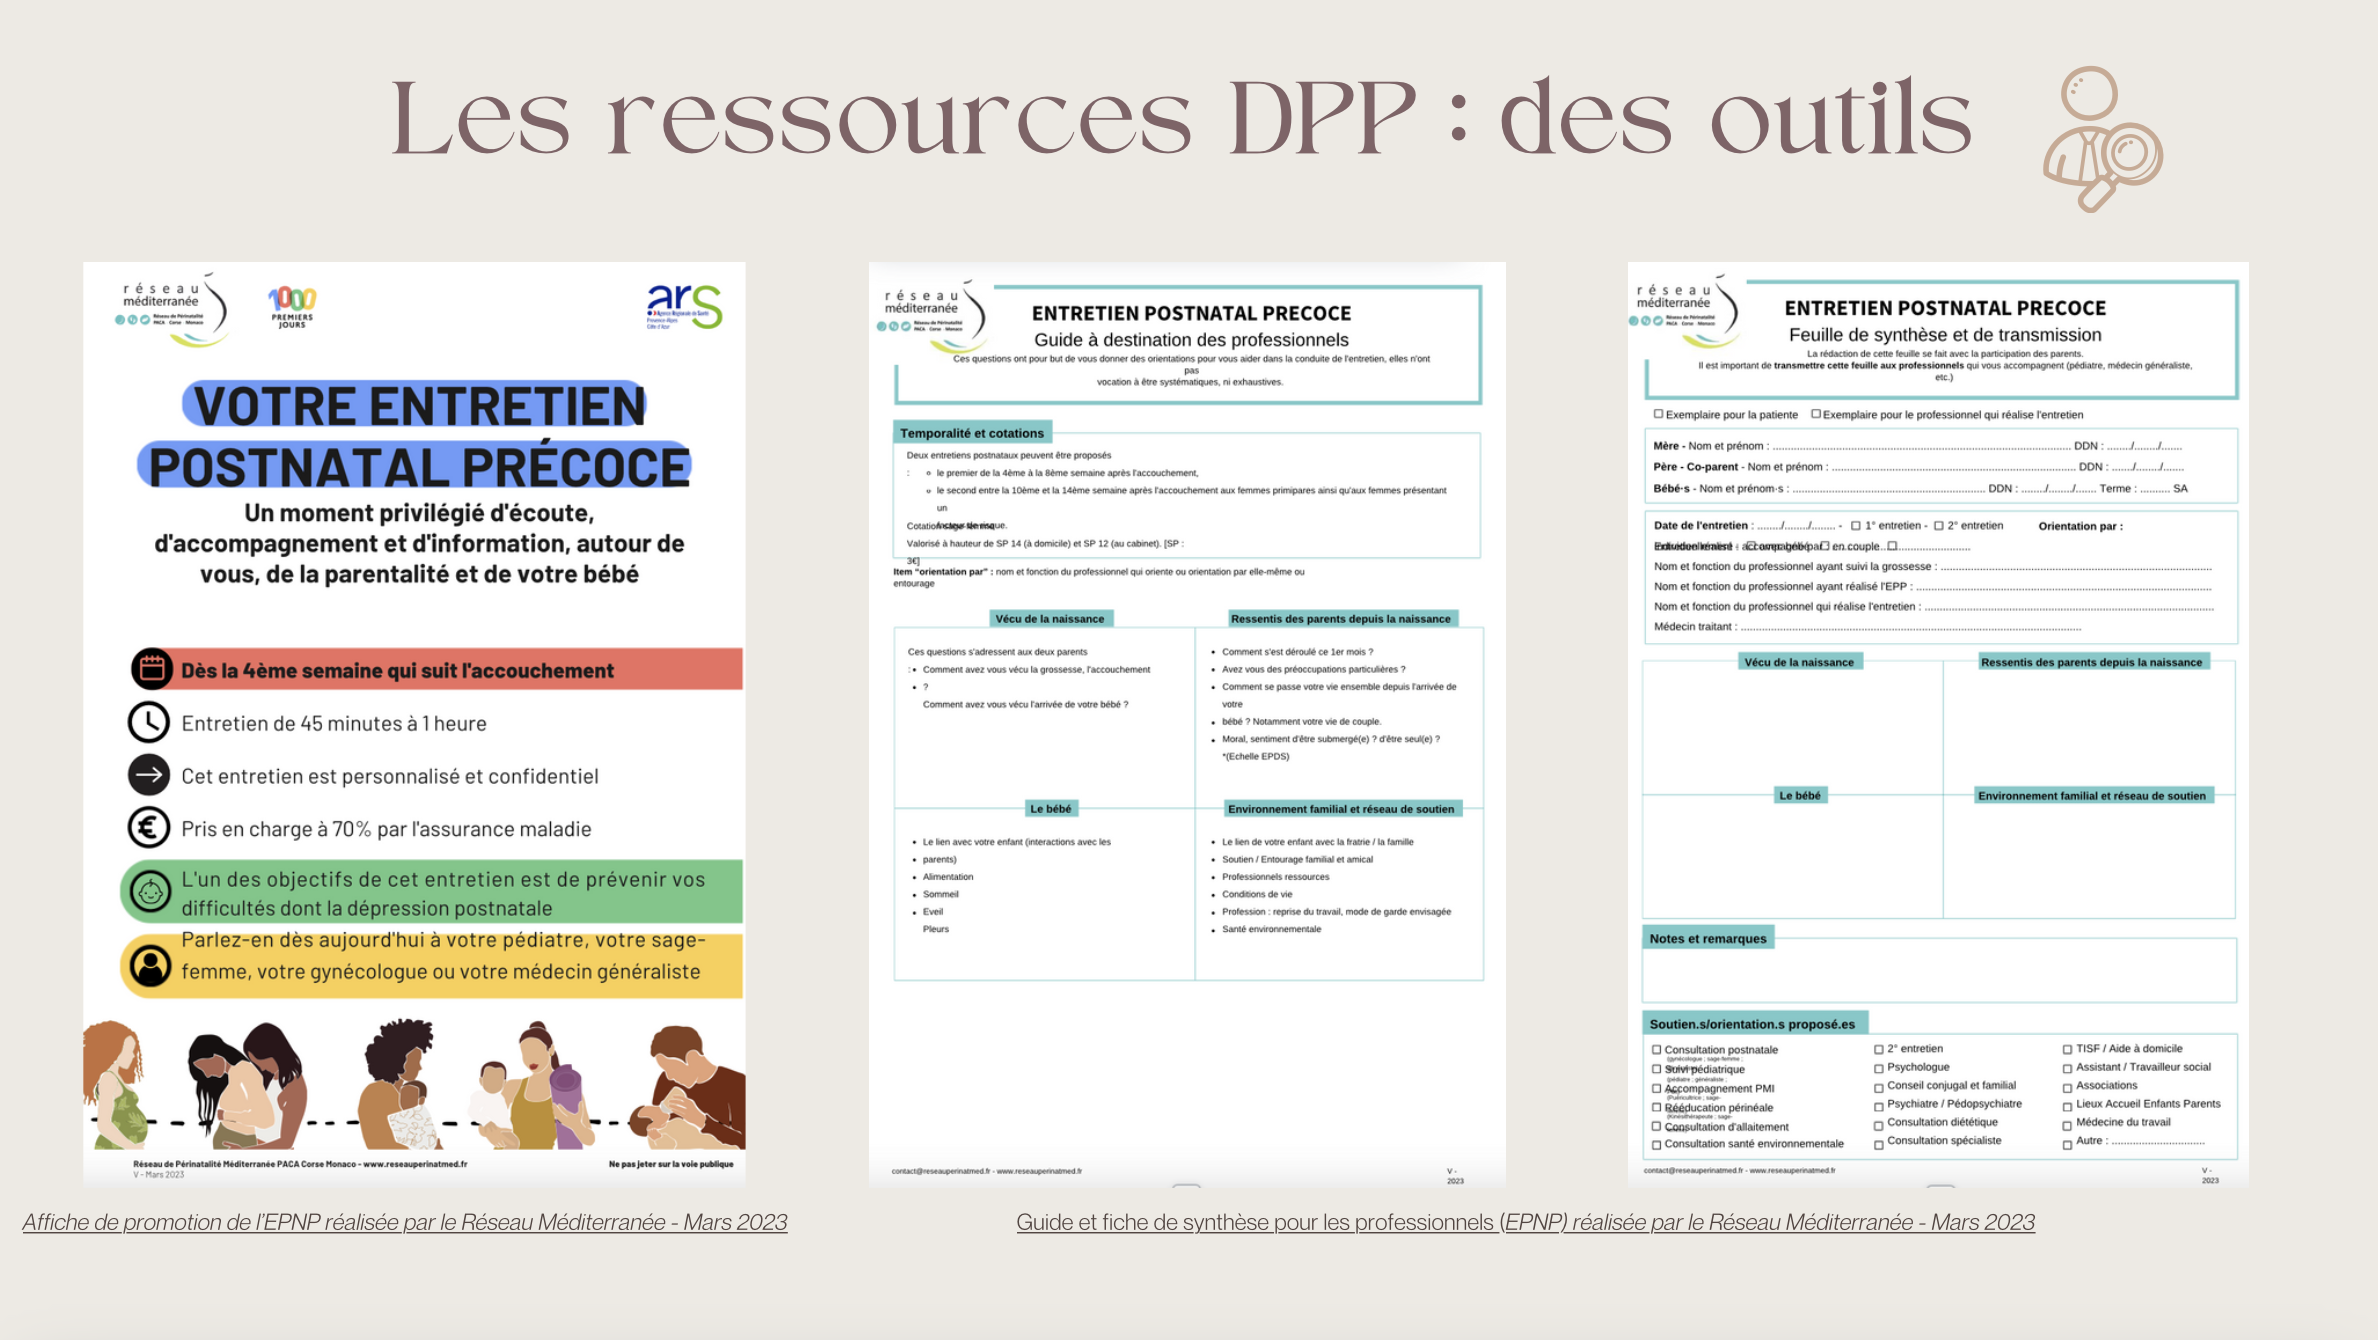 Les ressources DPP : des outils
réseau
méditerranée
Réseau de Périnatalité
PACA - Corse - Monaco
1000
PREMIERS
JOURS
ars
Agence Régionale de Santé
Provence-Alpes
Côte d'Azur
VOTRE ENTRETIEN
POSTNATAL PRÉCOCE
Un moment privilégié d'écoute,
d'accompagnement et d'information, autour de
vous, de la parentalité et de votre bébé
Dès la 4ème semaine qui suit l'accouchement
Entretien de 45 minutes à 1 heure
Cet entretien est personnalisé et confidentiel
Pris en charge à 70% par l'assurance maladie
L'un des objectifs de cet entretien est de prévenir vos
difficultés dont la dépression postnatale
Parlez-en dès aujourd'hui à votre pédiatre, votre sage-
femme, votre gynécologue ou votre médecin généraliste
Réseau de Périnatalité Méditerranée PACA Corse Monaco - www.reseauperinatmed.fr
Ne pas jeter sur la voie publique
V - Mars 2023
Affiche de promotion de l'EPNP réalisée par le Réseau Méditerranée - Mars 2023
réseau
méditerranée
Réseau de Périnatalité
PACA - Corse - Monaco
ENTRETIEN POSTNATAL PRECOCE
Guide à destination des professionnels
Ces questions ont pour but de vous donner des orientations pour vous aider dans la conduite de l'entretien, elles n'ont
pas
vocation à être systématiques, ni exhaustives.
Temporalité et cotations
Deux entretiens postnataux peuvent être proposés
:
le premier de la 4ème à la 8ème semaine après l'accouchement,
le second entre la 10ème et la 14ème semaine après l'accouchement aux femmes primipares ainsi qu'aux femmes présentant
un
Valorisé à hauteur de SP 14 (à domicile) et SP 12 (au cabinet). [SP :
3€]
Item "orientation par" : nom et fonction du professionnel qui oriente ou orientation par elle-même ou
entourage
Vécu de la naissance
Ces questions s'adressent aux deux parents
: • Comment avez vous vécu la grossesse, l'accouchement
• ?
Comment avez vous vécu l'arrivée de votre bébé ?
Ressentis des parents depuis la naissance
• Comment s'est déroulé ce 1er mois ?
• Avez vous des préoccupations particulières ?
• Comment se passe votre vie ensemble depuis l'arrivée de
votre
• bébé ? Notamment votre vie de couple.
• Moral, sentiment d'être submergé(e) ? d'être seul(e) ?
*(Echelle EPDS)
Le bébé
• Le lien avec votre enfant (interactions avec les
• parents)
• Alimentation
• Sommeil
• Eveil
Pleurs
Environnement familial et réseau de soutien
• Le lien de votre enfant avec la fratrie / la famille
• Soutien / Entourage familial et amical
• Professionnels ressources
• Conditions de vie
• Profession : reprise du travail, mode de garde envisagée
• Santé environnementale
contact@reseauperinatmed.fr - www.reseauperinatmed.fr
V -
2023
réseau
méditerranée
Réseau de Périnatalité
PACA - Corse - Monaco
ENTRETIEN POSTNATAL PRECOCE
Feuille de synthèse et de transmission
La rédaction de cette feuille se fait avec la participation des parents.
Il est important de transmettre cette feuille aux professionnels qui vous accompagnent (pédiatre, médecin généraliste,
etc.)
☐ Exemplaire pour la patiente ☐ Exemplaire pour le professionnel qui réalise l'entretien
Mère - Nom et prénom : ........ DDN : ......../......../.......
Père - Co-parent - Nom et prénom : ........ DDN : ......./......../.......
Bébé·s - Nom et prénom·s : ........ DDN : ......../......../....... Terme : .......... SA
Date de l'entretien : ......../......../........ - ☐ 1° entretien - ☐ 2° entretien Orientation par :
☐ en couple ☐ ........
Nom et fonction du professionnel ayant suivi la grossesse : ........
Nom et fonction du professionnel ayant réalisé l'EPP : ........
Nom et fonction du professionnel qui réalise l'entretien : ........
Médecin traitant : ........
Vécu de la naissance
Ressentis des parents depuis la naissance
Le bébé
Environnement familial et réseau de soutien
Notes et remarques
Soutien.s/orientation.s proposé.es
☐ Consultation postnatale
☐ Suivi pédiatrique
☐ Accompagnement PMI
☐ Rééducation périnéale
☐ Consultation d'allaitement
☐ Consultation santé environnementale
☐ 2° entretien
☐ Psychologue
☐ Conseil conjugal et familial
☐ Psychiatre / Pédopsychiatre
☐ Consultation diététique
☐ Consultation spécialiste
☐ TISF / Aide à domicile
☐ Assistant / Travailleur social
☐ Associations
☐ Lieux Accueil Enfants Parents
☐ Médecine du travail
☐ Autre : ...............................
contact@reseauperinatmed.fr - www.reseauperinatmed.fr
V -
2023
Guide et fiche de synthèse pour les professionnels (EPNP) réalisée par le Réseau Méditerranée - Mars 2023